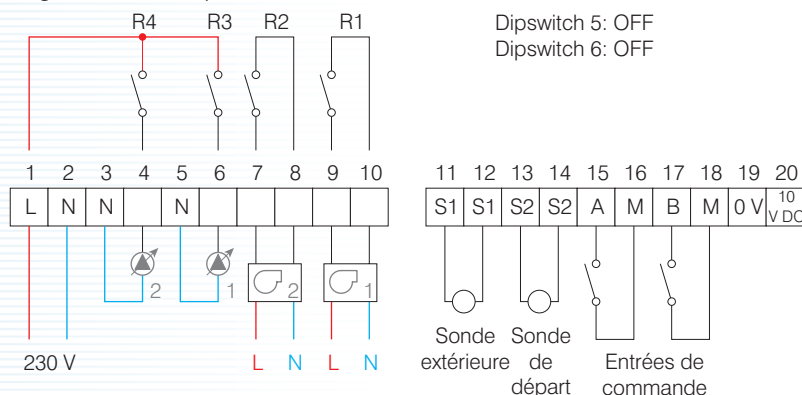 R4 R3 R2 R1
Dipswitch 5: OFF
Dipswitch 6: OFF
1 2 3 4 5 6 7 8 9 10
11 12 13 14 15 16 17 18 19 20
L N N N
S1 S1 S2 S2 A M B M 0 V 10 V DC
2 1 2 1
230 V L N L N
Sonde extérieure
Sonde de départ
Entrées de commande